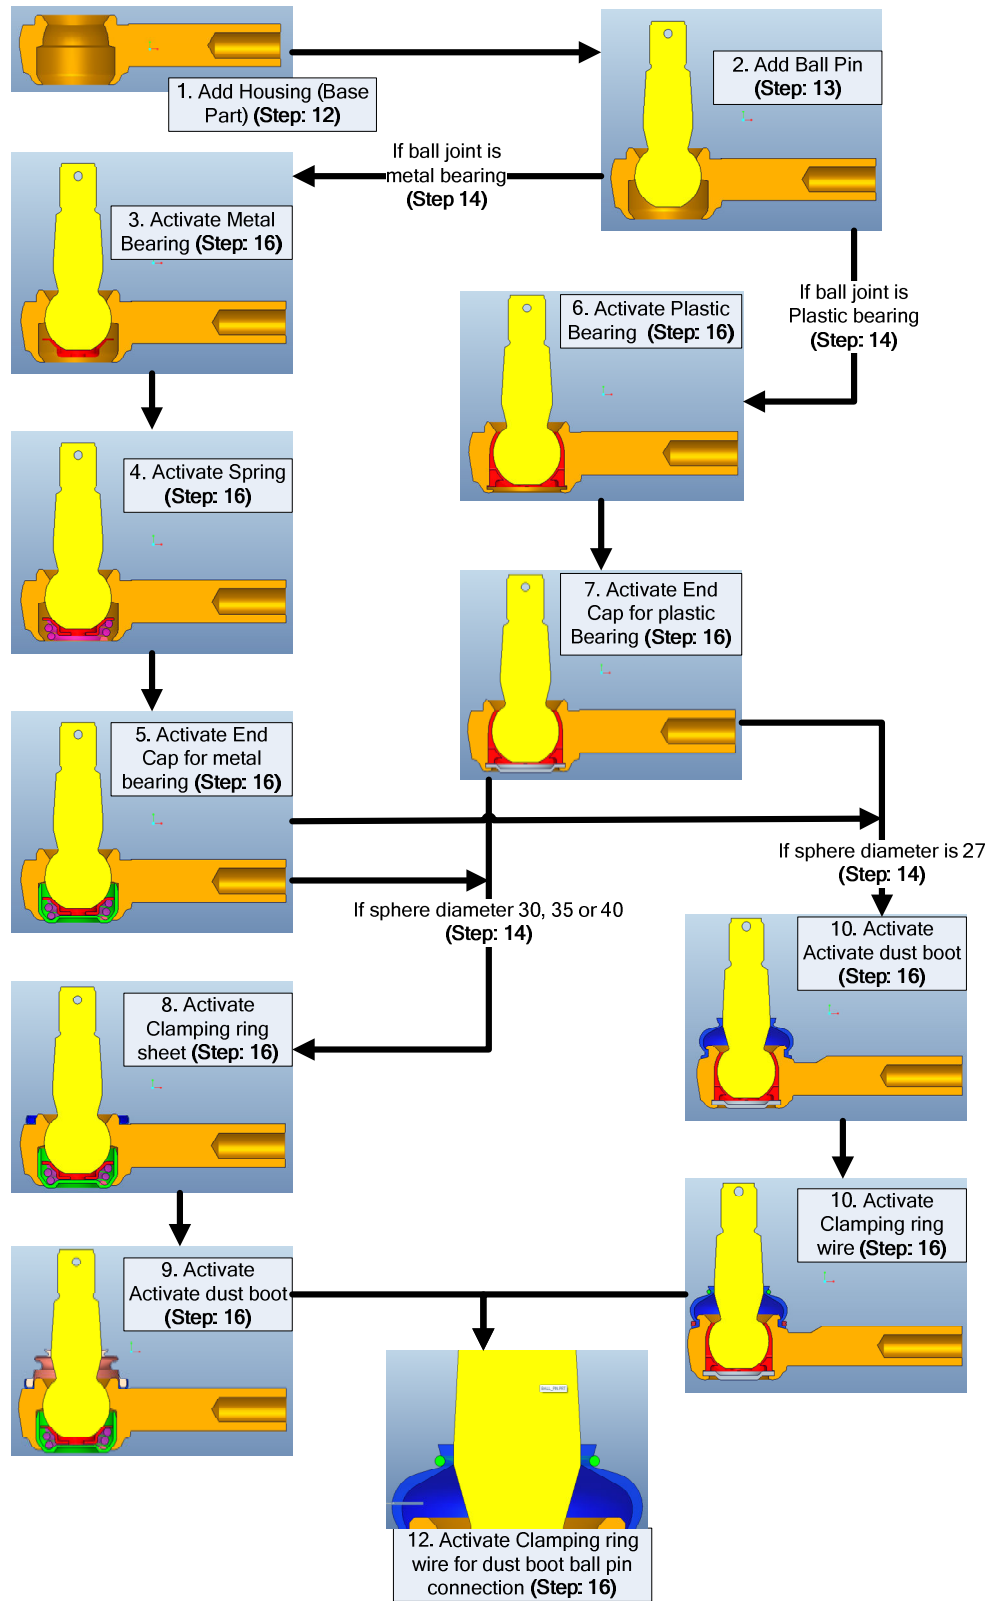 1. Add Housing (Base
Part) (Step: 12)
2. Add Ball Pin
(Step: 13)
If ball joint is
metal bearing
(Step 14)
3. Activate Metal
Bearing (Step: 16)
If ball joint is
Plastic bearing
(Step: 14)
6. Activate Plastic
Bearing (Step: 16)
4. Activate Spring
(Step: 16)
7. Activate End
Cap for plastic
Bearing (Step: 16)
5. Activate End
Cap for metal
bearing (Step: 16)
If sphere diameter is 27
(Step: 14)
If sphere diameter 30, 35 or 40
(Step: 14)
10. Activate
Activate dust boot
(Step: 16)
8. Activate
Clamping ring
sheet (Step: 16)
10. Activate
Clamping ring
wire (Step: 16)
9. Activate
Activate dust boot
(Step: 16)
12. Activate Clamping ring
wire for dust boot ball pin
connection (Step: 16)